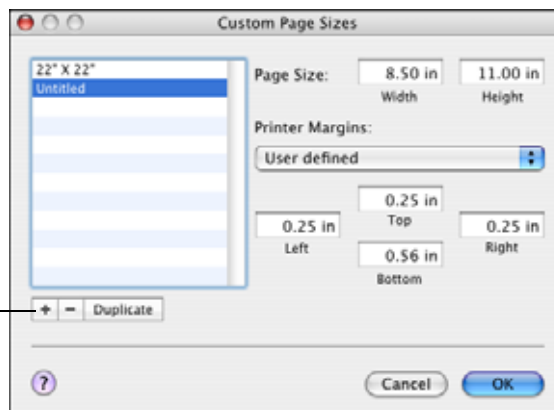 Custom Page Sizes
22" X 22"
Untitled
Page Size:
8.50 in
11.00 in
Width
Height
Printer Margins:
User defined
0.25 in
Top
0.25 in
Left
0.25 in
Right
0.56 in
Bottom
+ − Duplicate
?
Cancel
OK